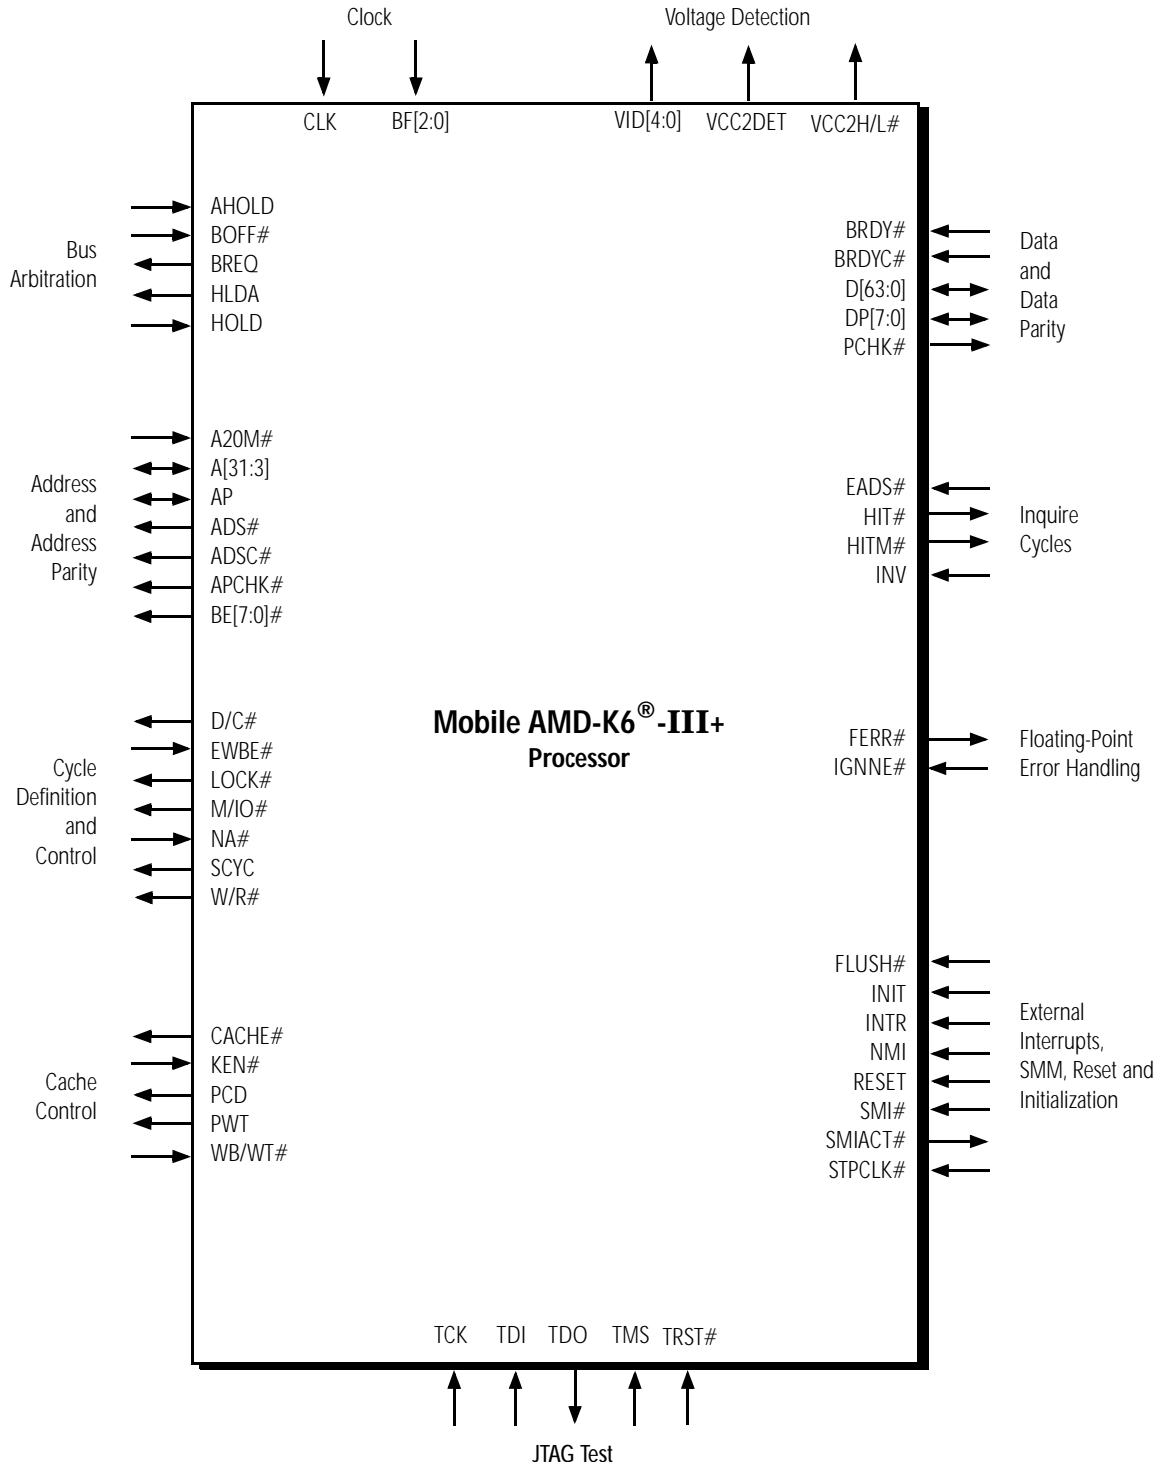 Clock
Voltage Detection
CLK
BF[2:0]
VID[4:0]
VCC2DET
VCC2H/L#
Bus
Arbitration
AHOLD
BOFF#
BREQ
HLDA
HOLD
BRDY#
BRDYC#
D[63:0]
DP[7:0]
PCHK#
Data
and
Data
Parity
Address
and
Address
Parity
A20M#
A[31:3]
AP
ADS#
ADSC#
APCHK#
BE[7:0]#
EADS#
HIT#
HITM#
INV
Inquire
Cycles
Cycle
Definition
and
Control
D/C#
EWBE#
LOCK#
M/IO#
NA#
SCYC
W/R#
Mobile AMD-K6®-III+
Processor
FERR#
IGNNE#
Floating-Point
Error Handling
Cache
Control
CACHE#
KEN#
PCD
PWT
WB/WT#
FLUSH#
INIT
INTR
NMI
RESET
SMI#
SMIACT#
STPCLK#
External
Interrupts,
SMM, Reset and
Initialization
TCK
TDI
TDO
TMS
TRST#
JTAG Test